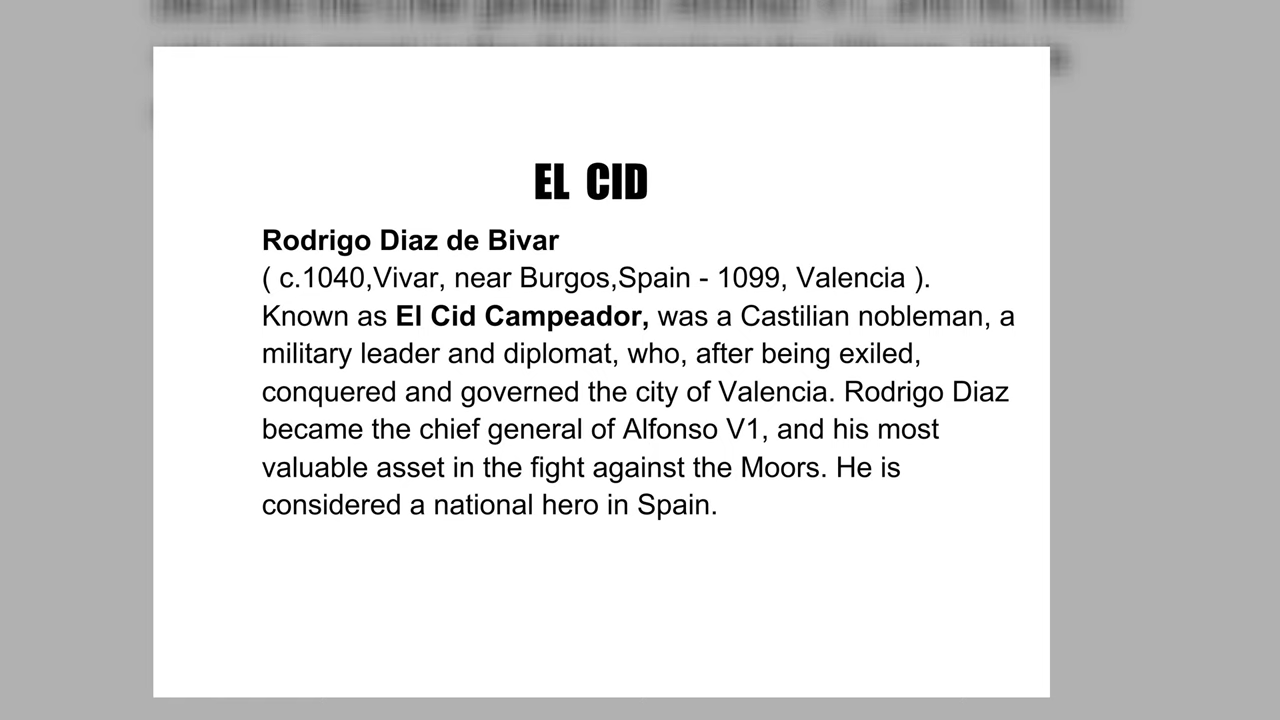 EL CID
Rodrigo Diaz de Bivar
( c.1040,Vivar, near Burgos,Spain - 1099, Valencia ).
Known as El Cid Campeador, was a Castilian nobleman, a
military leader and diplomat, who, after being exiled,
conquered and governed the city of Valencia. Rodrigo Diaz
became the chief general of Alfonso V1, and his most
valuable asset in the fight against the Moors. He is
considered a national hero in Spain.